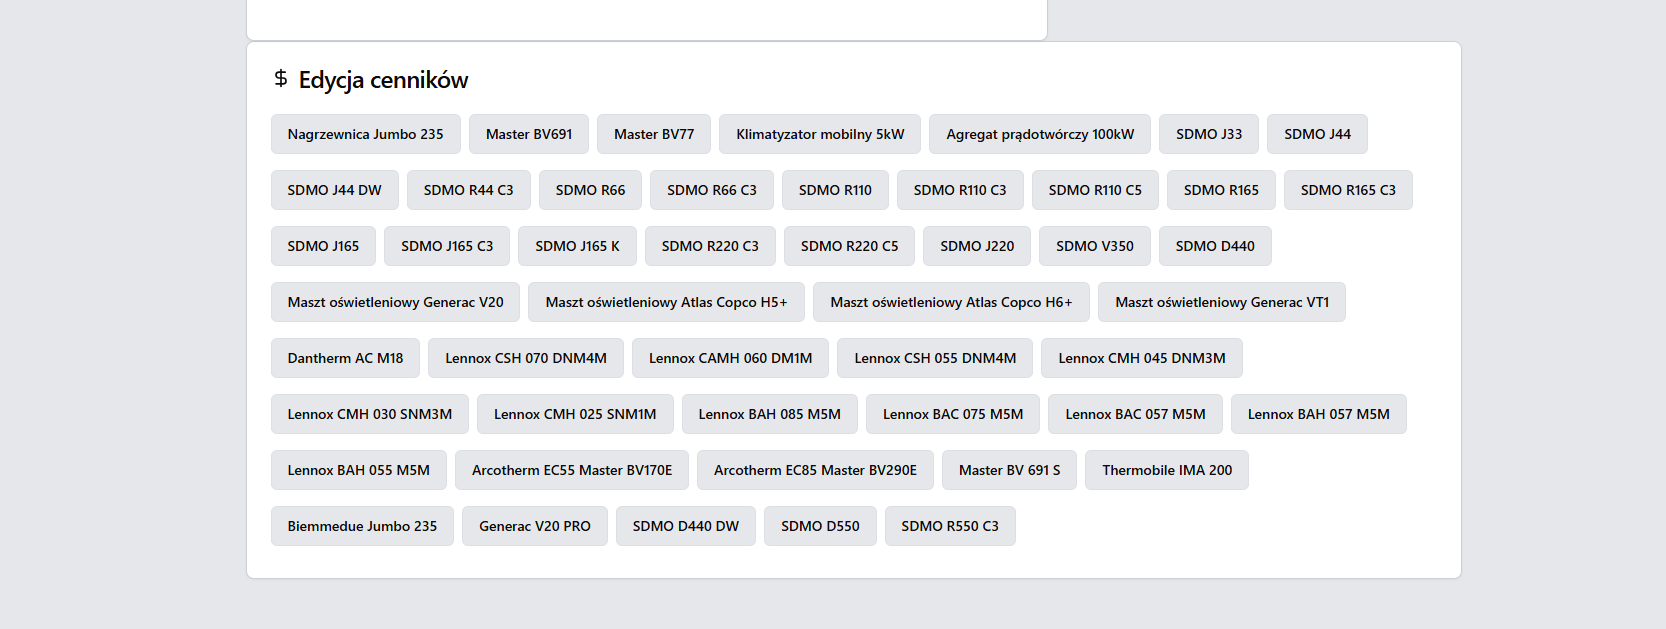 $ Edycja cenników
Nagrzewnica Jumbo 235 Master BV691 Master BV77 Klimatyzator mobilny 5kW Agregat prądotwórczy 100kW SDMO J33 SDMO J44
SDMO J44 DW SDMO R44 C3 SDMO R66 SDMO R66 C3 SDMO R110 SDMO R110 C3 SDMO R110 C5 SDMO R165 SDMO R165 C3
SDMO J165 SDMO J165 C3 SDMO J165 K SDMO R220 C3 SDMO R220 C5 SDMO J220 SDMO V350 SDMO D440
Maszt oświetleniowy Generac V20 Maszt oświetleniowy Atlas Copco H5+ Maszt oświetleniowy Atlas Copco H6+ Maszt oświetleniowy Generac VT1
Dantherm AC M18 Lennox CSH 070 DNM4M Lennox CAMH 060 DM1M Lennox CSH 055 DNM4M Lennox CMH 045 DNM3M
Lennox CMH 030 SNM3M Lennox CMH 025 SNM1M Lennox BAH 085 M5M Lennox BAC 075 M5M Lennox BAC 057 M5M Lennox BAH 057 M5M
Lennox BAH 055 M5M Arcotherm EC55 Master BV170E Arcotherm EC85 Master BV290E Master BV 691 S Thermobile IMA 200
Biemmedue Jumbo 235 Generac V20 PRO SDMO D440 DW SDMO D550 SDMO R550 C3